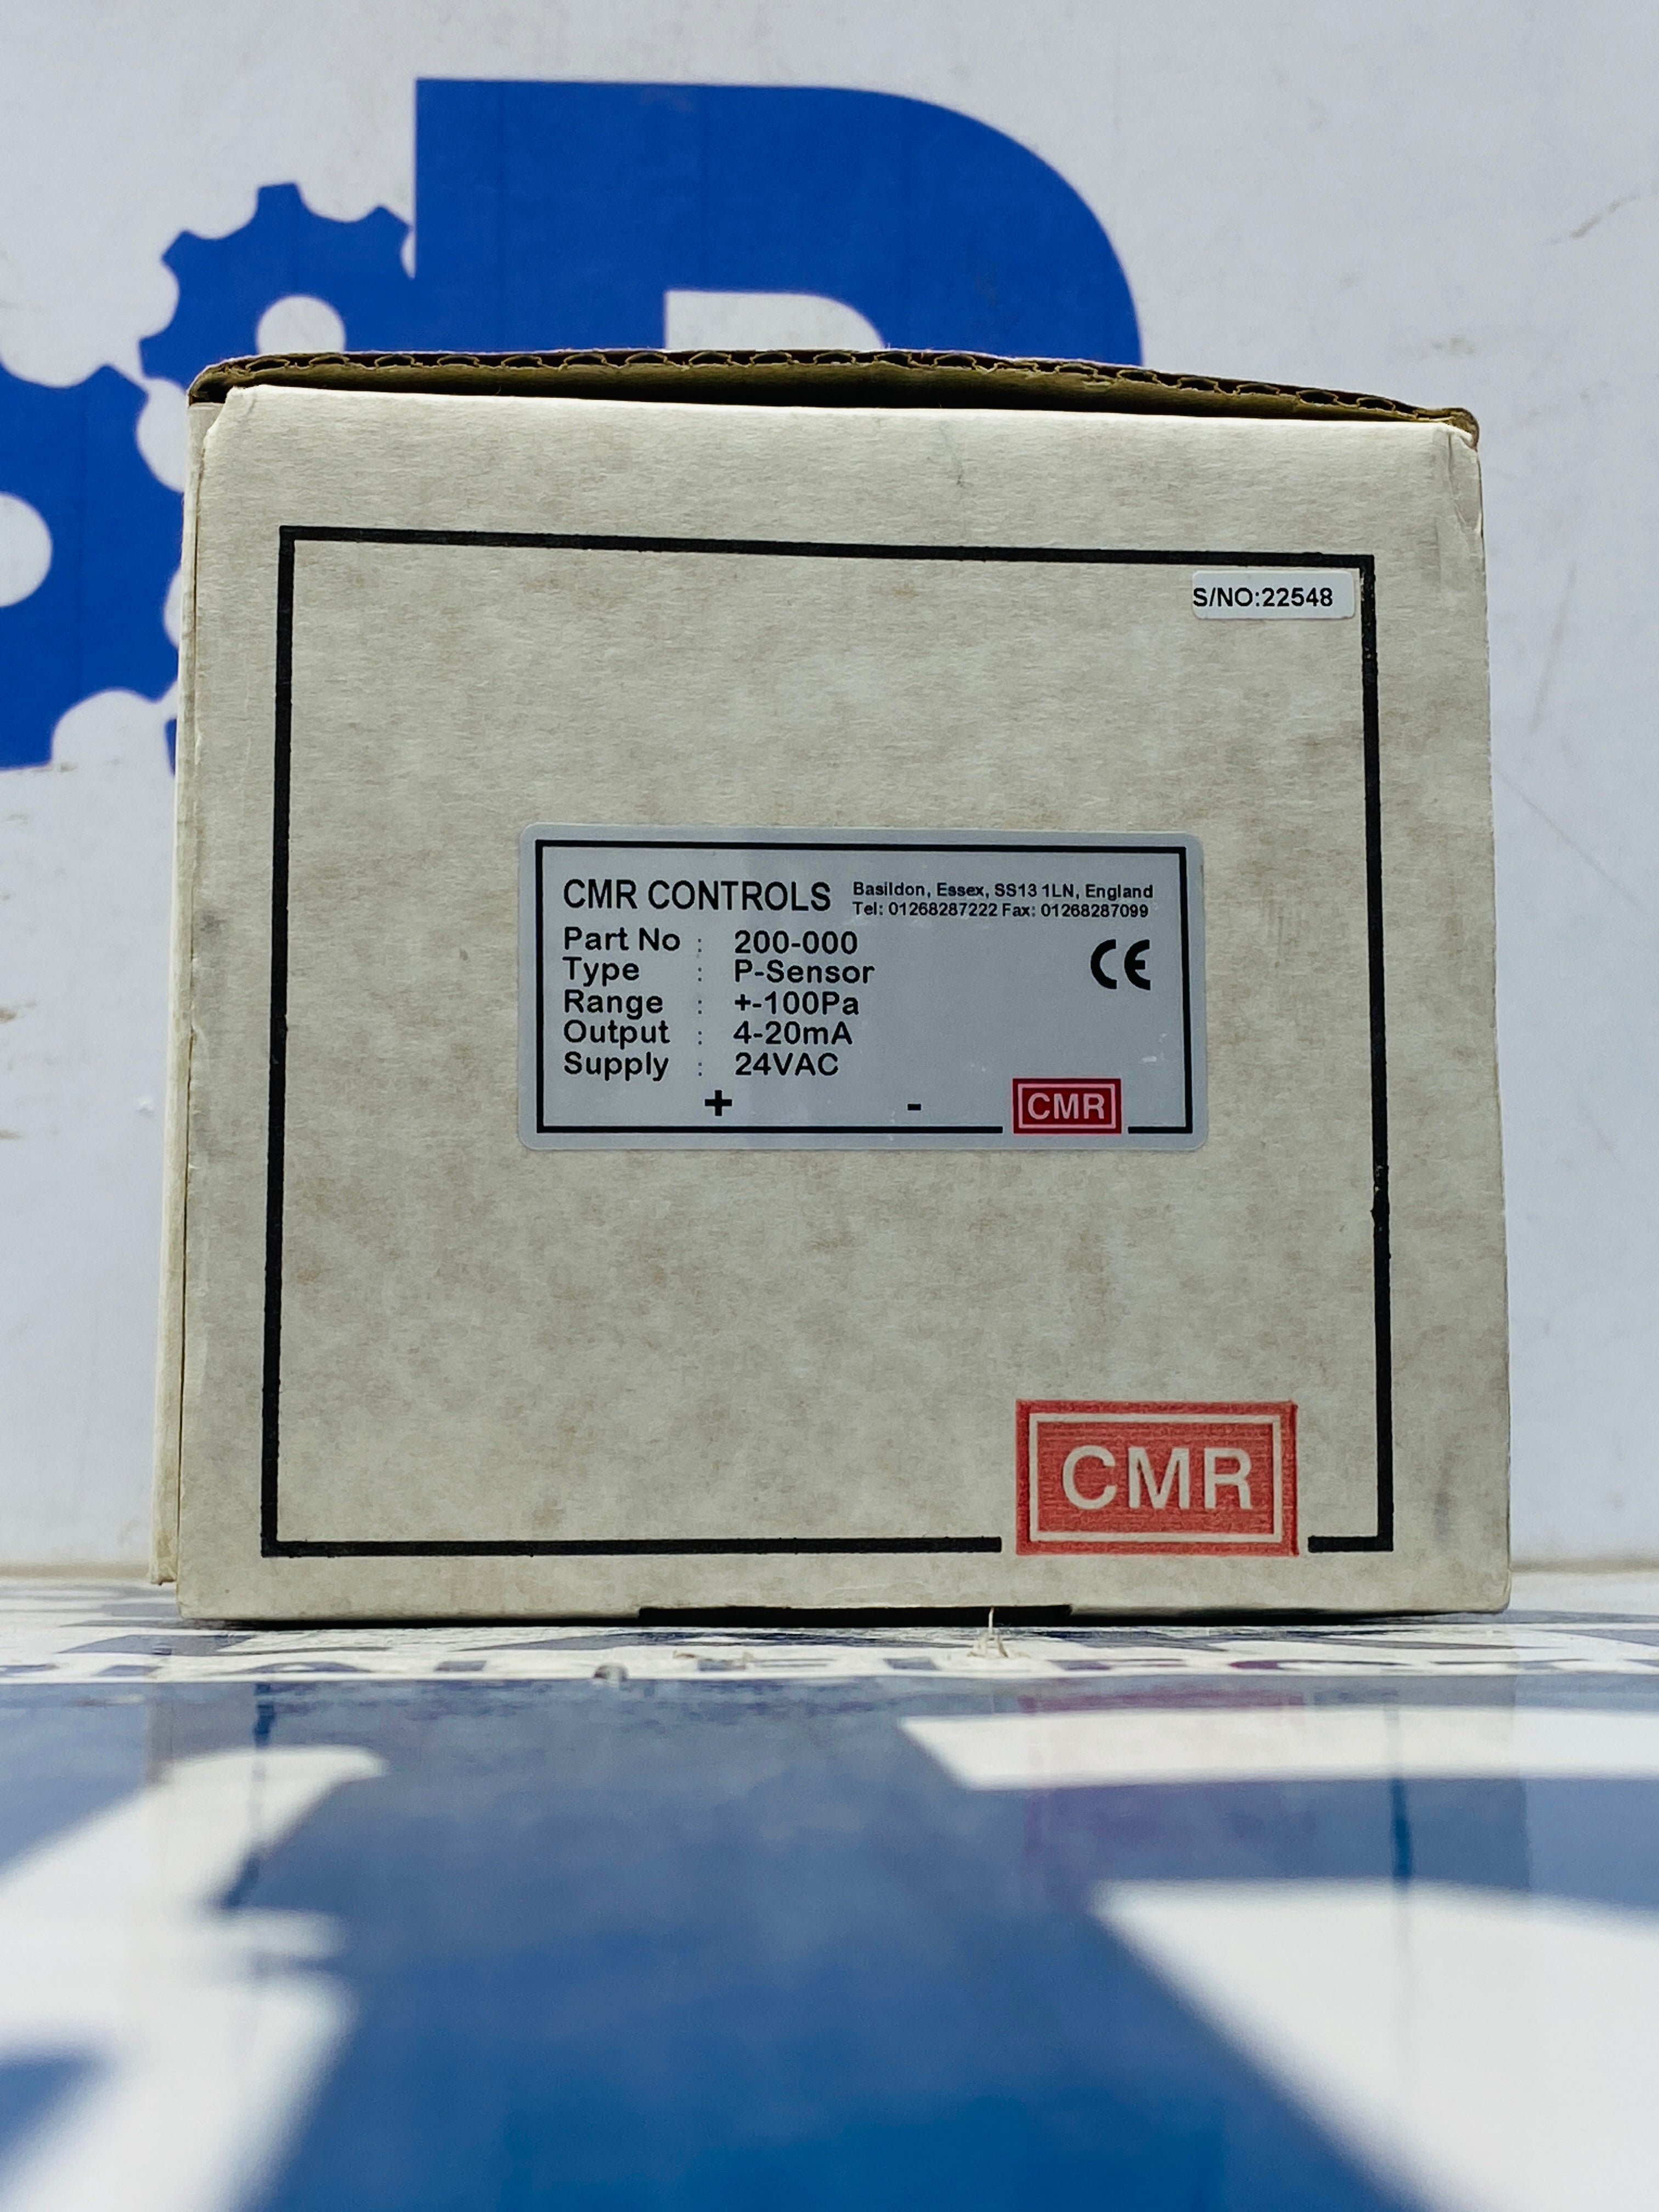 S/NO:22548
CMR CONTROLS
Basildon, Essex, SS13 1LN, England
Tel: 01268287222 Fax: 01268287099
Part No : 200-000
Type : P-Sensor
Range : +-100Pa
Output : 4-20mA
Supply : 24VAC
+ -
CE
CMR
CMR